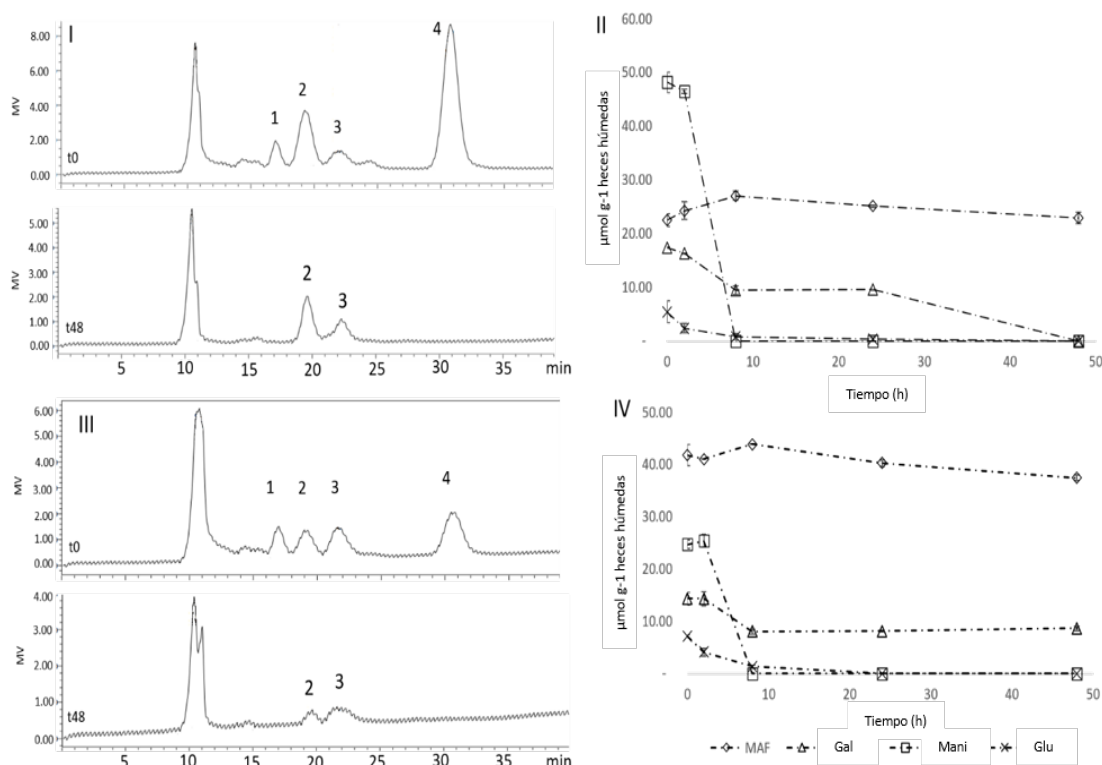 I
8.00
6.00
4.00
2.00
0.00
MV
t0
1
2
3
4
5.00
4.00
3.00
2.00
1.00
0.00
MV
t48
2
3
5 10 15 20 25 30 35 min
II
60.00
50.00
40.00
30.00
20.00
10.00
-
µmol g-1 heces húmedas
0 10 20 30 40 50
Tiempo (h)
III
6.00
5.00
4.00
3.00
2.00
1.00
0.00
MV
t0
1 2 3 4
4.00
3.00
2.00
1.00
0.00
MV
t48
2 3
5 10 15 20 25 30 35 min
IV
50.00
40.00
30.00
20.00
10.00
-
µmol g-1 heces húmedas
0 10 20 30 40 50
Tiempo (h)
MAF Gal Mani Glu